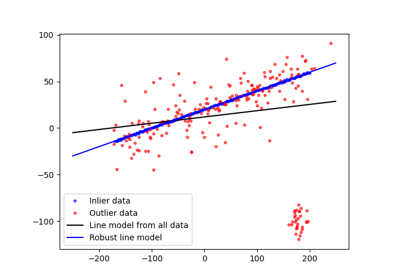 100
50
0
−50
−100
Inlier data
Outlier data
Line model from all data
Robust line model
−200
−100
0
100
200